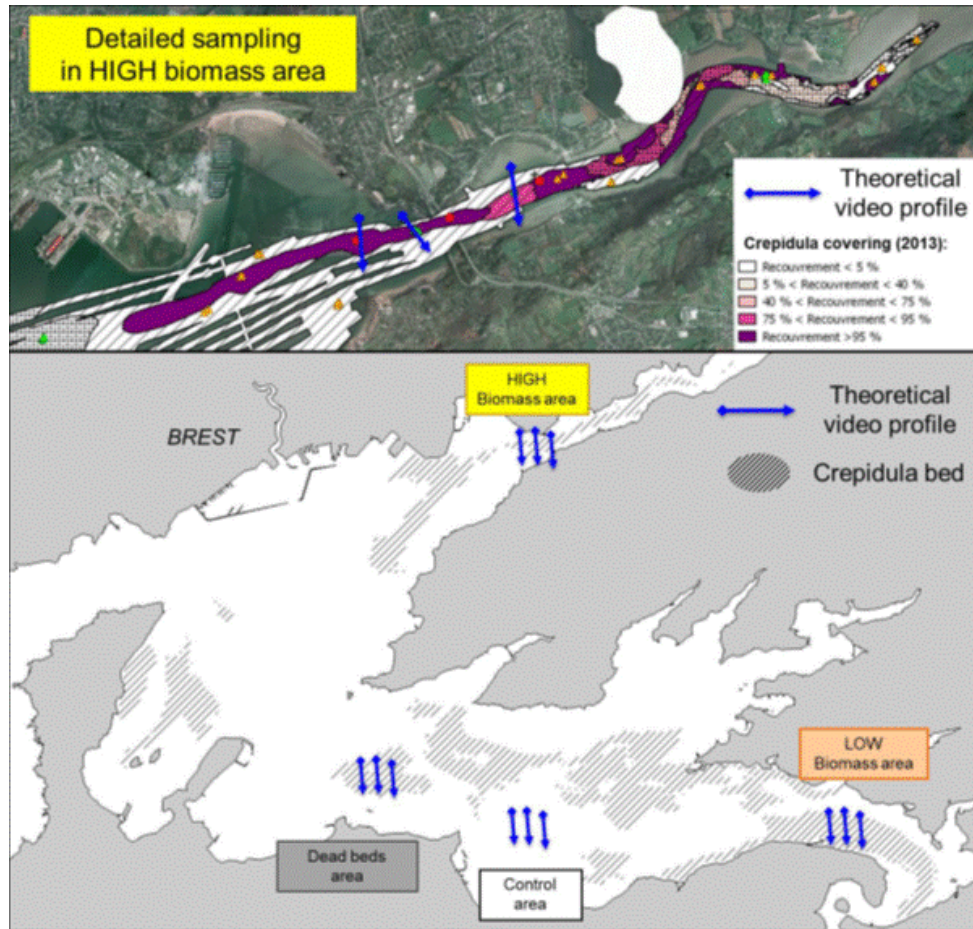 Detailed sampling
in HIGH biomass area
Theoretical
video profile
Crepidula covering (2013):
Recouvrement < 5 %
5 % < Recouvrement < 40 %
40 % < Recouvrement < 75 %
75 % < Recouvrement < 95 %
Recouvrement >95 %
HIGH
Biomass area
BREST
Theoretical
video profile
Crepidula bed
LOW
Biomass area
Dead beds
area
Control
area